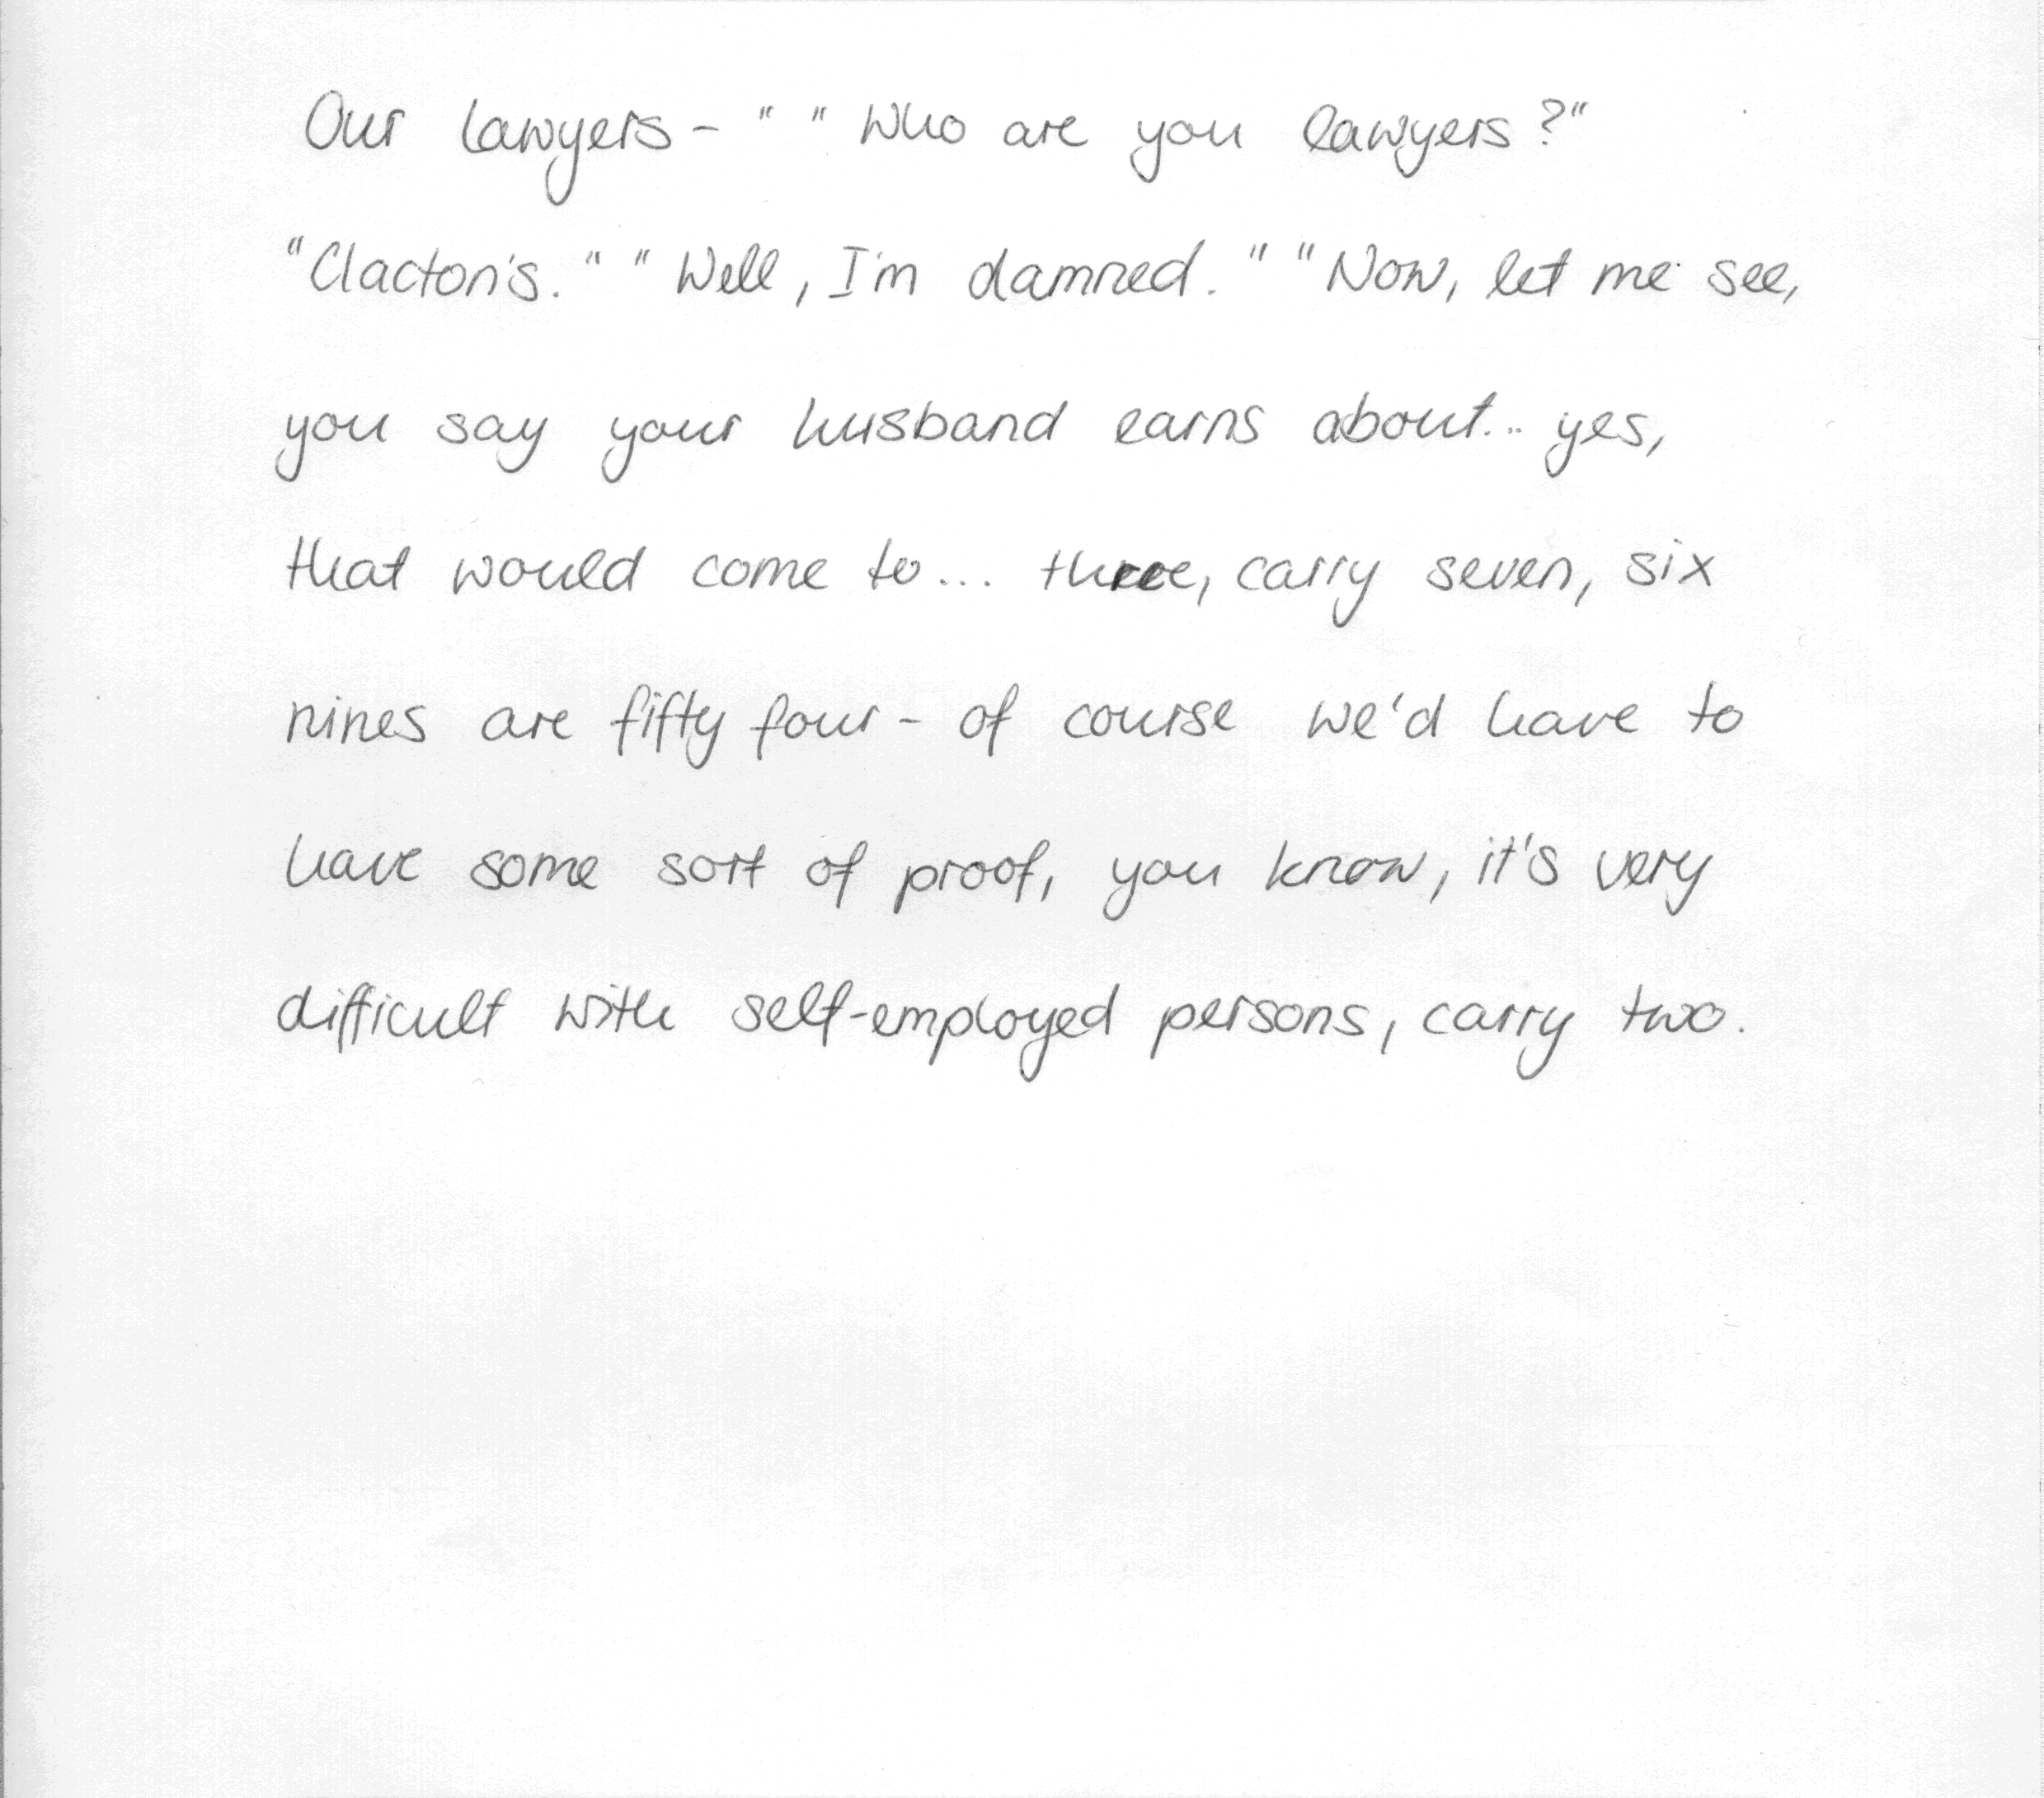 Our lawyers - " " Who are you lawyers?"
"Clacton's." "Well, I'm damned." "Now, let me see,
you say your husband earns about... yes,
that would come to... three, carry seven, six
nines are fifty four - of course we'd have to
have some sort of proof, you know, it's very
difficult with self-employed persons, carry two.